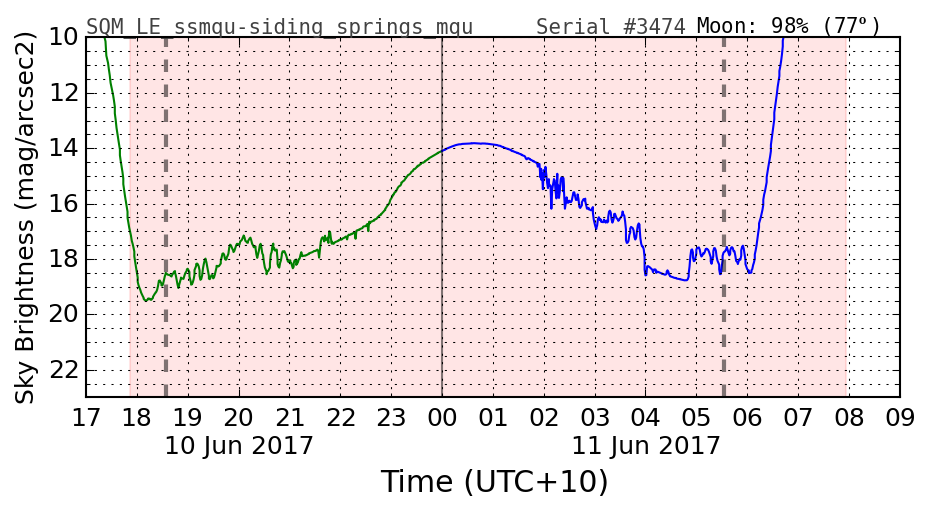 SQM_LE_ssmqu-siding_springs_mqu Serial #3474 Moon: 98% (77°)
Sky Brightness (mag/arcsec2)
10
12
14
16
18
20
22
17 18 19 20 21 22 23 00 01 02 03 04 05 06 07 08 09
10 Jun 2017 11 Jun 2017
Time (UTC+10)